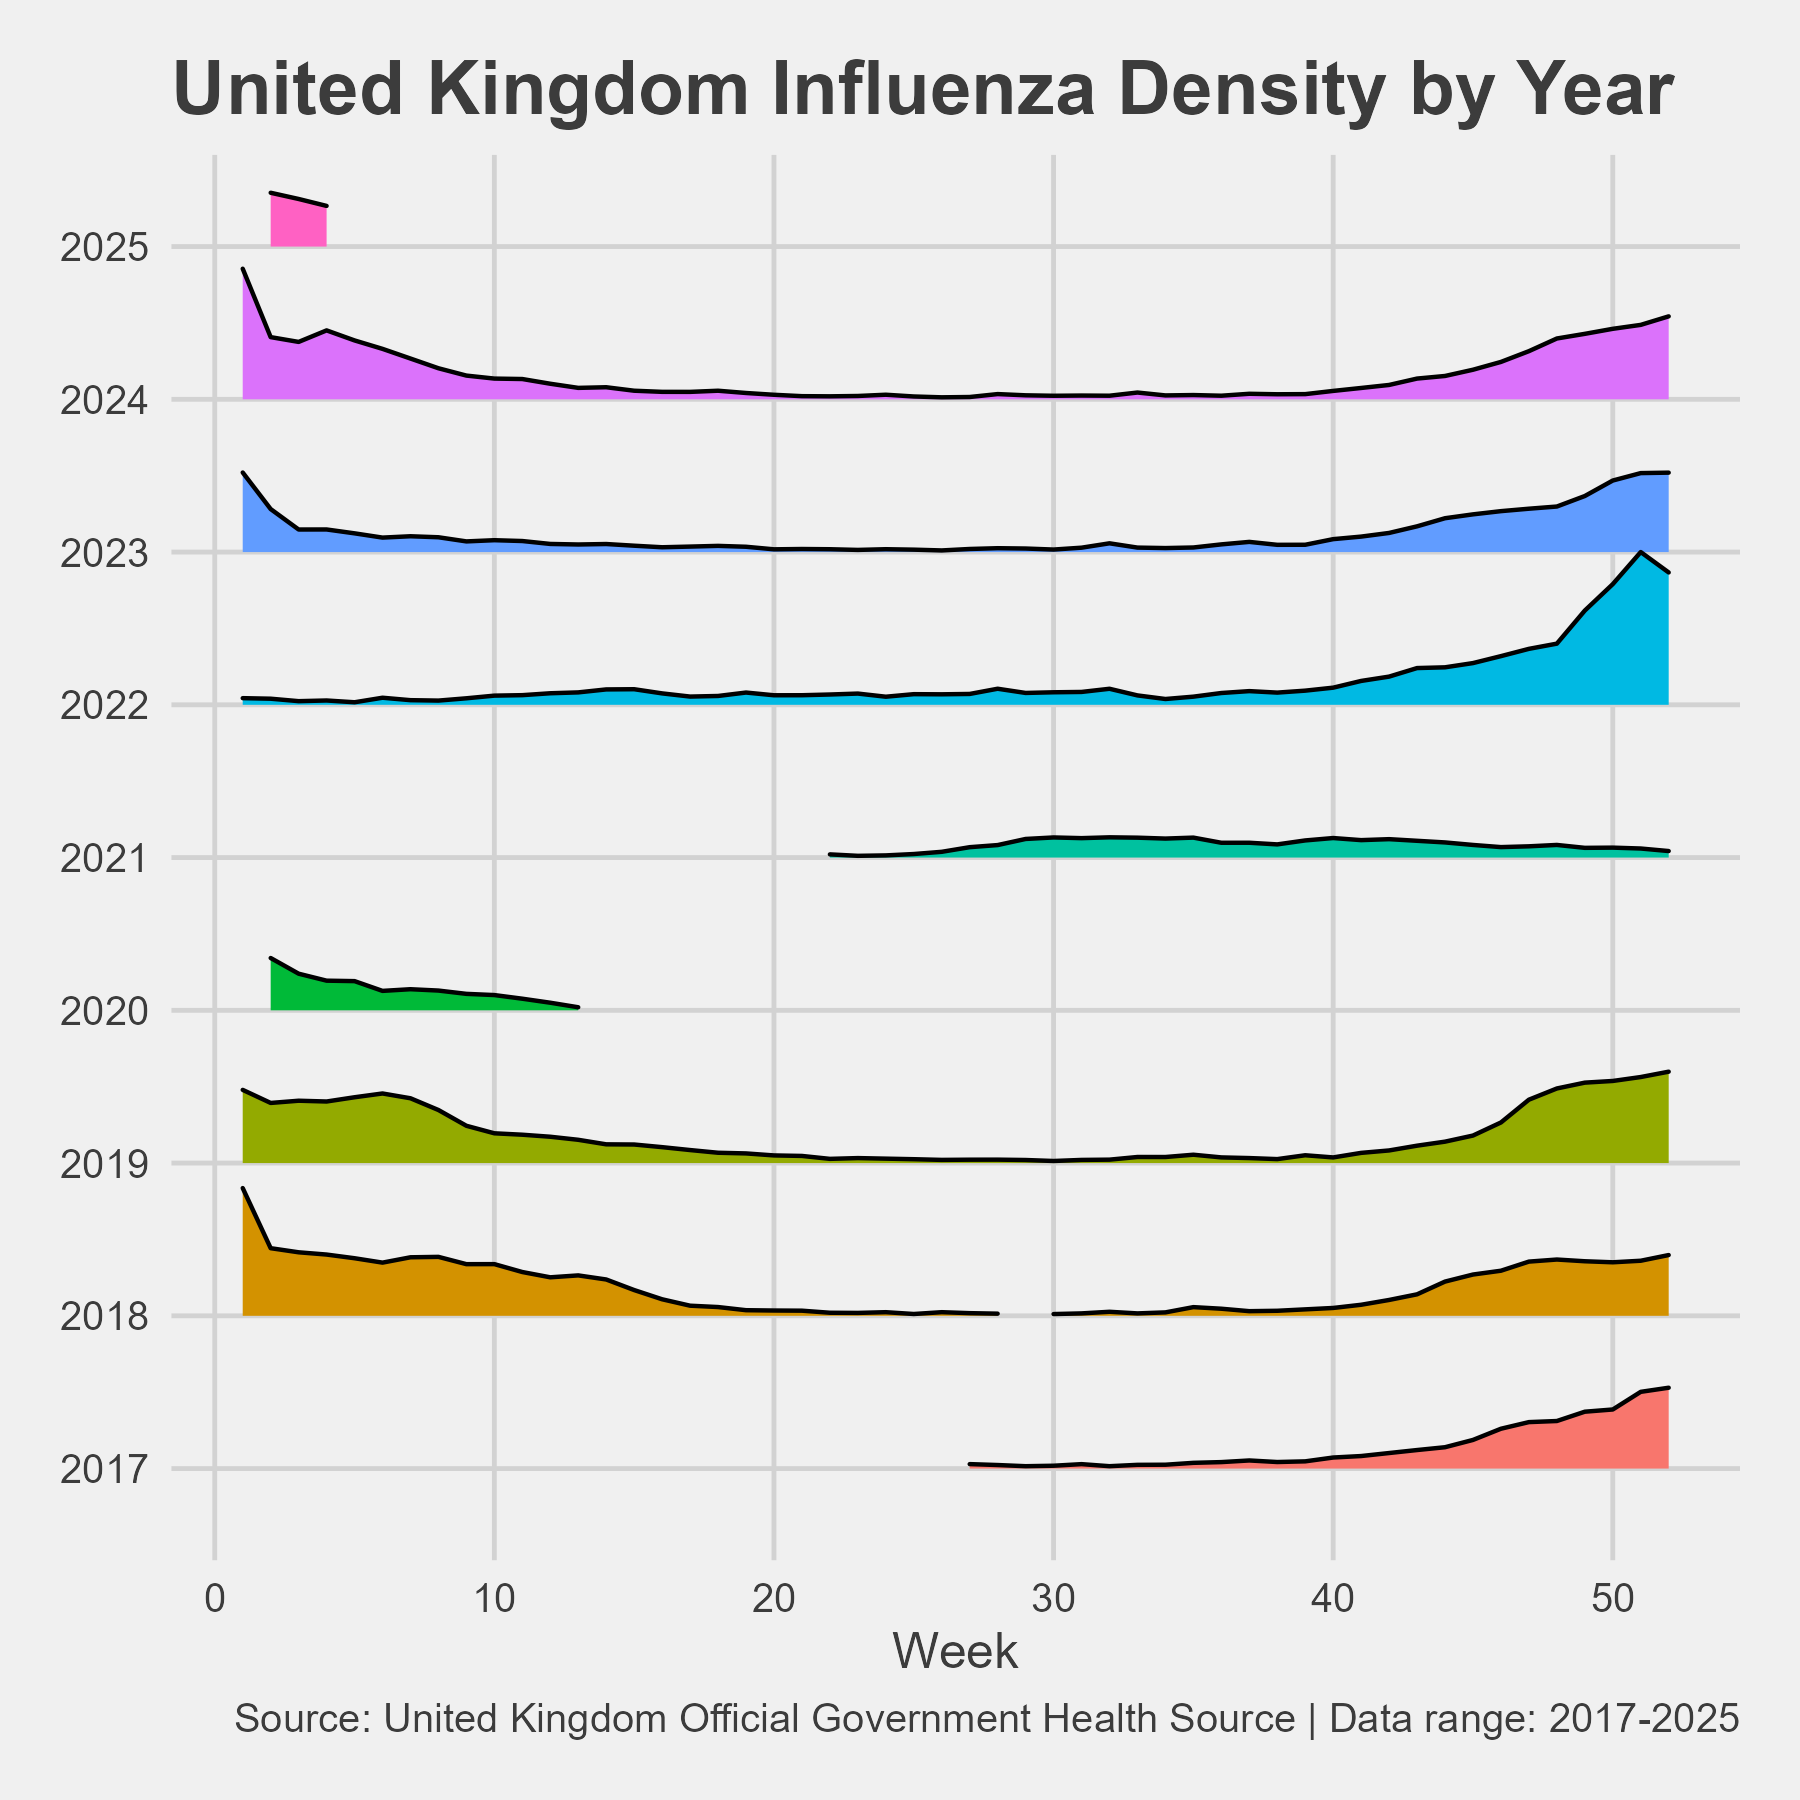 United Kingdom Influenza Density by Year
2025
2024
2023
2022
2021
2020
2019
2018
2017
0 10 20 30 40 50
Week
Source: United Kingdom Official Government Health Source | Data range: 2017-2025